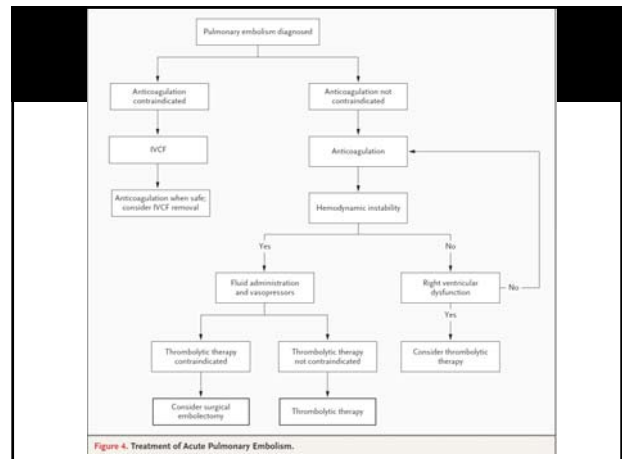 Pulmonary embolism diagnosed
Anticoagulation
contraindicated
Anticoagulation not
contraindicated
IVCF
Anticoagulation
Anticoagulation when safe;
consider IVCF removal
Hemodynamic instability
Yes
No
Fluid administration
and vasopressors
Right ventricular
dysfunction
No
Yes
Thrombolytic therapy
contraindicated
Thrombolytic therapy
not contraindicated
Consider thrombolytic
therapy
Consider surgical
embolectomy
Thrombolytic therapy
Figure 4. Treatment of Acute Pulmonary Embolism.